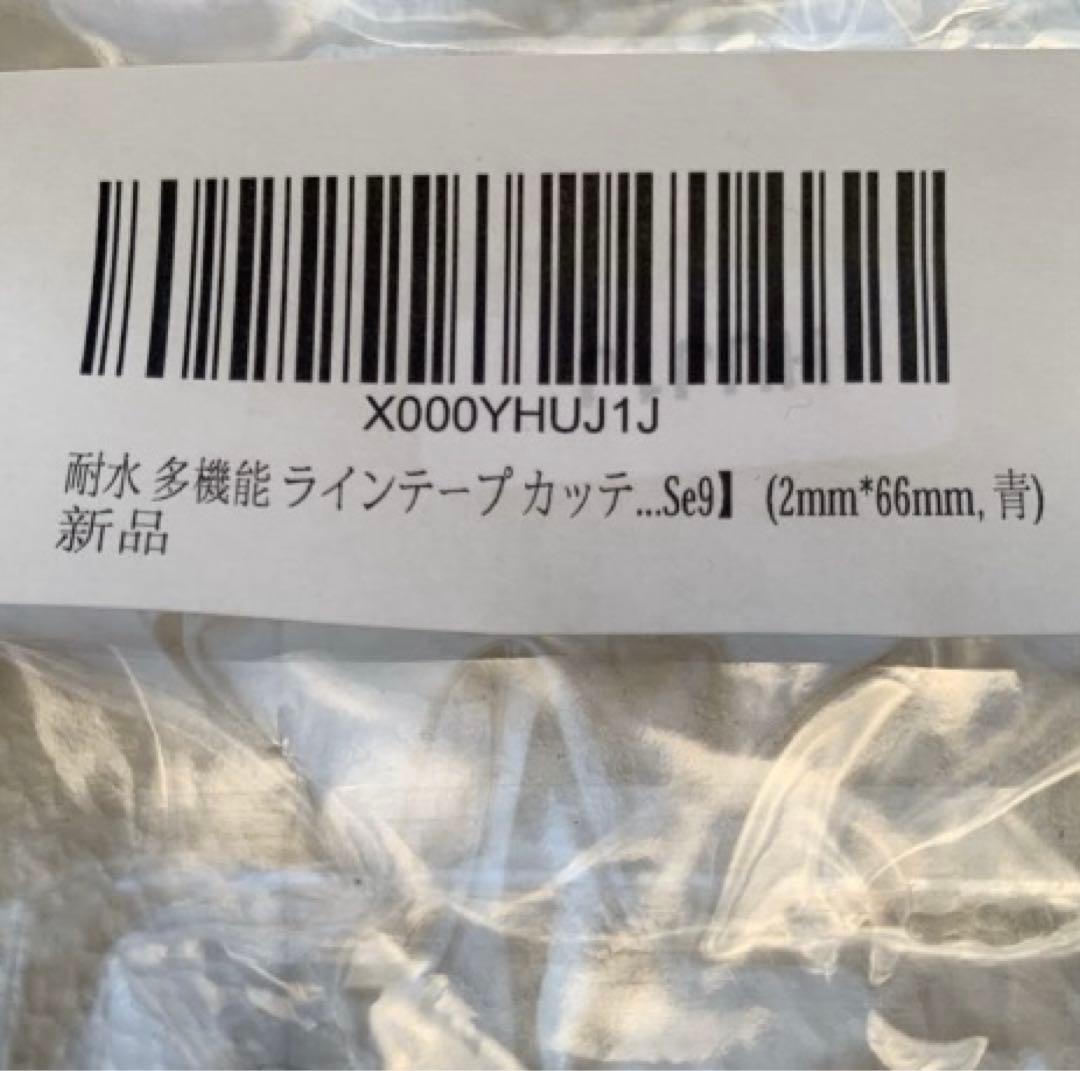 X000YHUJ1J
耐水 多機能 ラインテープ カッテ...Se9】 (2mm*66mm, 青)
新品